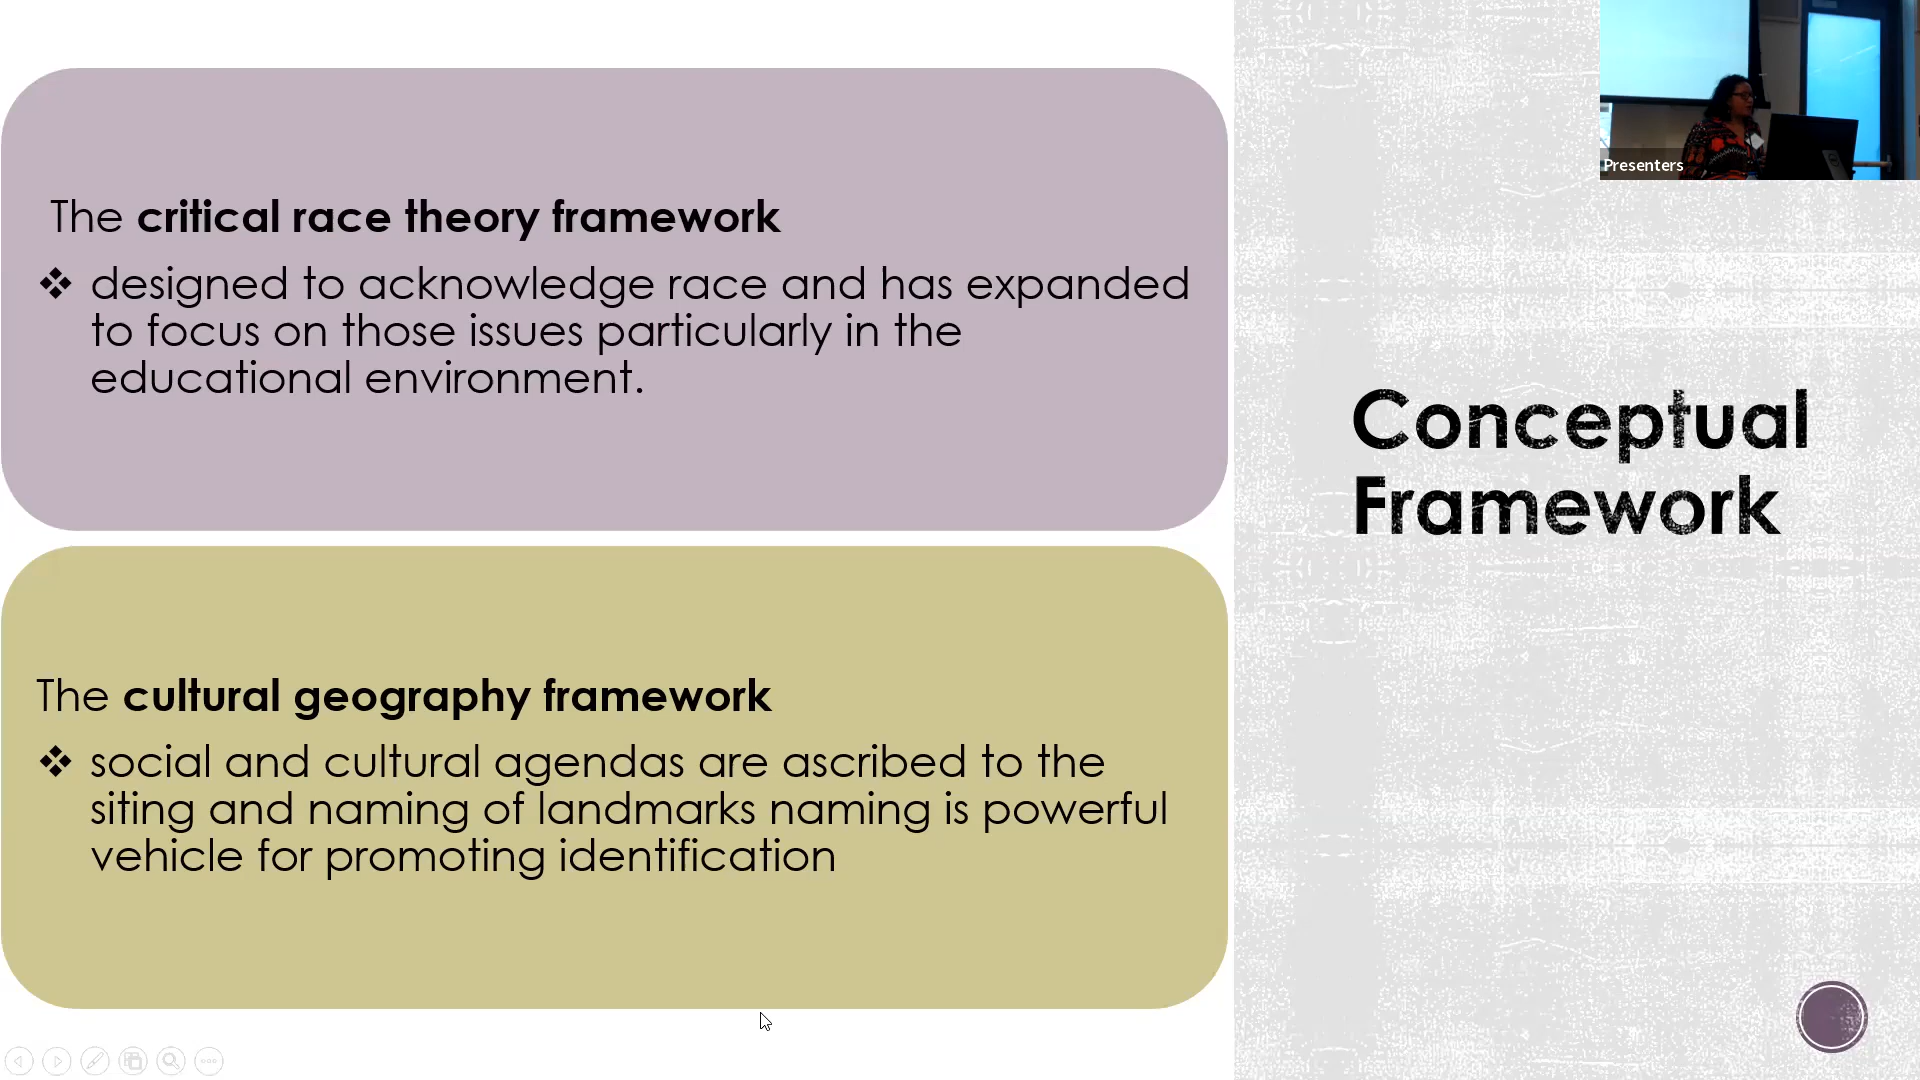 The critical race theory framework
❖ designed to acknowledge race and has expanded
to focus on those issues particularly in the
educational environment.
The cultural geography framework
❖ social and cultural agendas are ascribed to the
siting and naming of landmarks naming is powerful
vehicle for promoting identification
Conceptual
Framework
Presenters